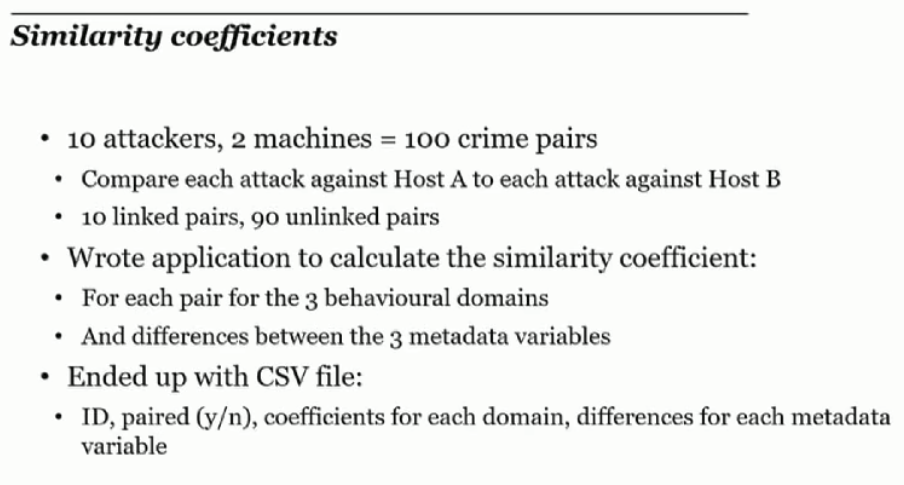 Similarity coefficients
• 10 attackers, 2 machines = 100 crime pairs
• Compare each attack against Host A to each attack against Host B
• 10 linked pairs, 90 unlinked pairs
• Wrote application to calculate the similarity coefficient:
• For each pair for the 3 behavioural domains
• And differences between the 3 metadata variables
• Ended up with CSV file:
• ID, paired (y/n), coefficients for each domain, differences for each metadata
variable